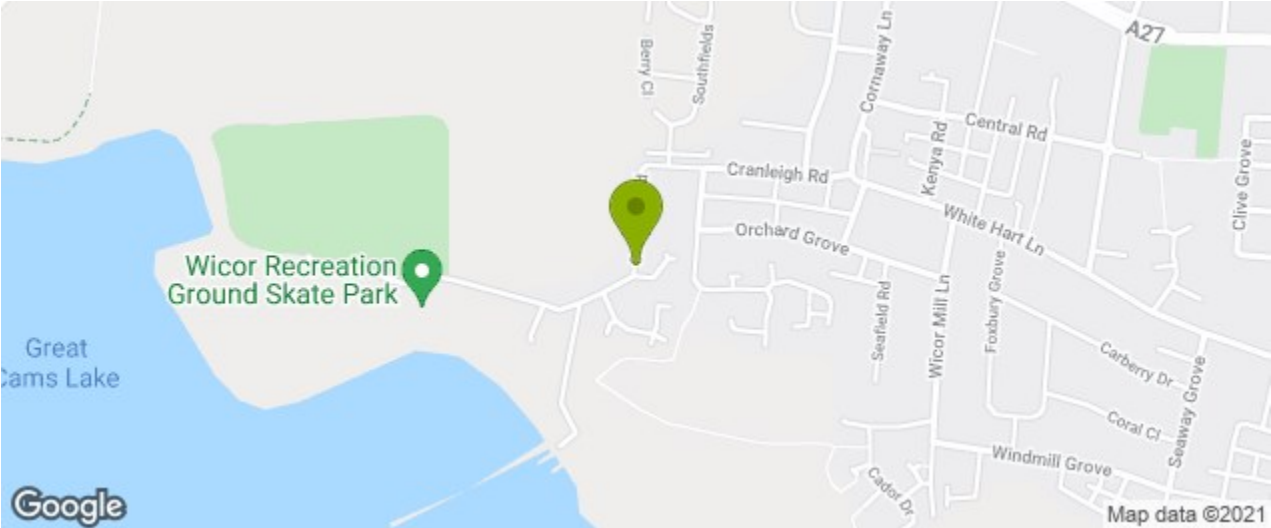 A27
Berry Cl
Southfields
Cornaway Ln
Central Rd
Kenya Rd
Cranleigh Rd
Clive Grove
White Hart Ln
Orchard Grove
Wicor Recreation
Ground Skate Park
Seafield Rd
Wicor Mill Ln
Foxbury Grove
Great
Cams Lake
Carberry Dr
Seaway Grove
Coral Cl
Windmill Grove
Cador Dr
Google
Map data ©2021